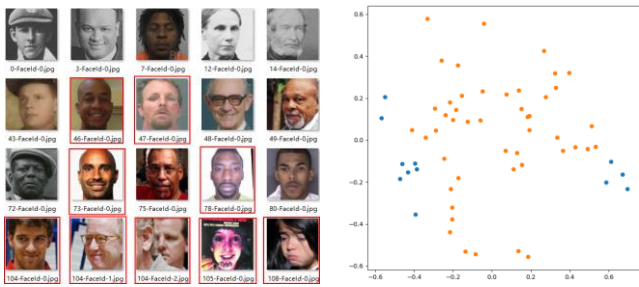 0-FaceId-0.jpg 3-FaceId-0.jpg 7-FaceId-0.jpg 12-FaceId-0.jpg 14-FaceId-0.jpg
43-FaceId-0.jpg 46-FaceId-0.jpg 47-FaceId-0.jpg 48-FaceId-0.jpg 49-FaceId-0.jpg
72-FaceId-0.jpg 73-FaceId-0.jpg 75-FaceId-0.jpg 78-FaceId-0.jpg 80-FaceId-0.jpg
104-FaceId-0.jpg 104-FaceId-1.jpg 104-FaceId-2.jpg 105-FaceId-0.jpg 108-FaceId-0.jpg
0.6
0.4
0.2
0.0
−0.2
−0.4
−0.6
−0.6 −0.4 −0.2 0.0 0.2 0.4 0.6